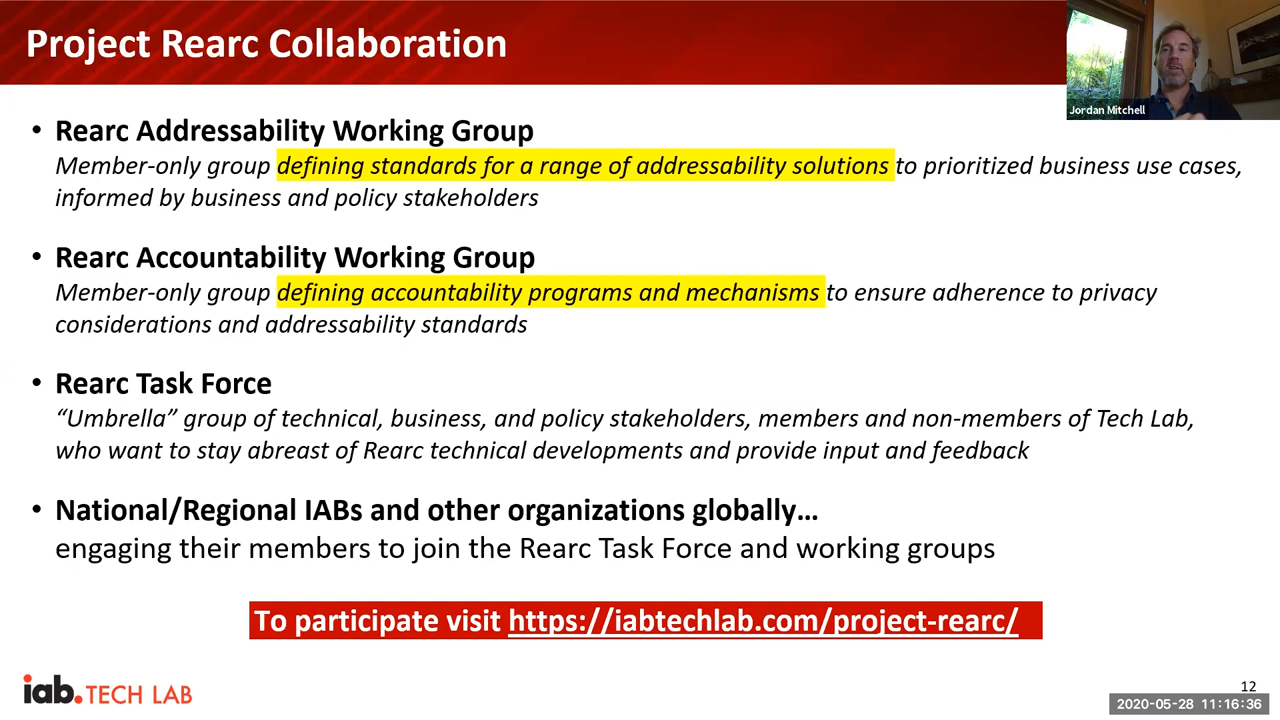 Project Rearc Collaboration
Jordan Mitchell
• Rearc Addressability Working Group
Member-only group defining standards for a range of addressability solutions to prioritized business use cases,
informed by business and policy stakeholders
• Rearc Accountability Working Group
Member-only group defining accountability programs and mechanisms to ensure adherence to privacy
considerations and addressability standards
• Rearc Task Force
“Umbrella” group of technical, business, and policy stakeholders, members and non-members of Tech Lab,
who want to stay abreast of Rearc technical developments and provide input and feedback
• National/Regional IABs and other organizations globally…
engaging their members to join the Rearc Task Force and working groups
To participate visit https://iabtechlab.com/project-rearc/
iab.TECH LAB
12
2020-05-28 11:16:36